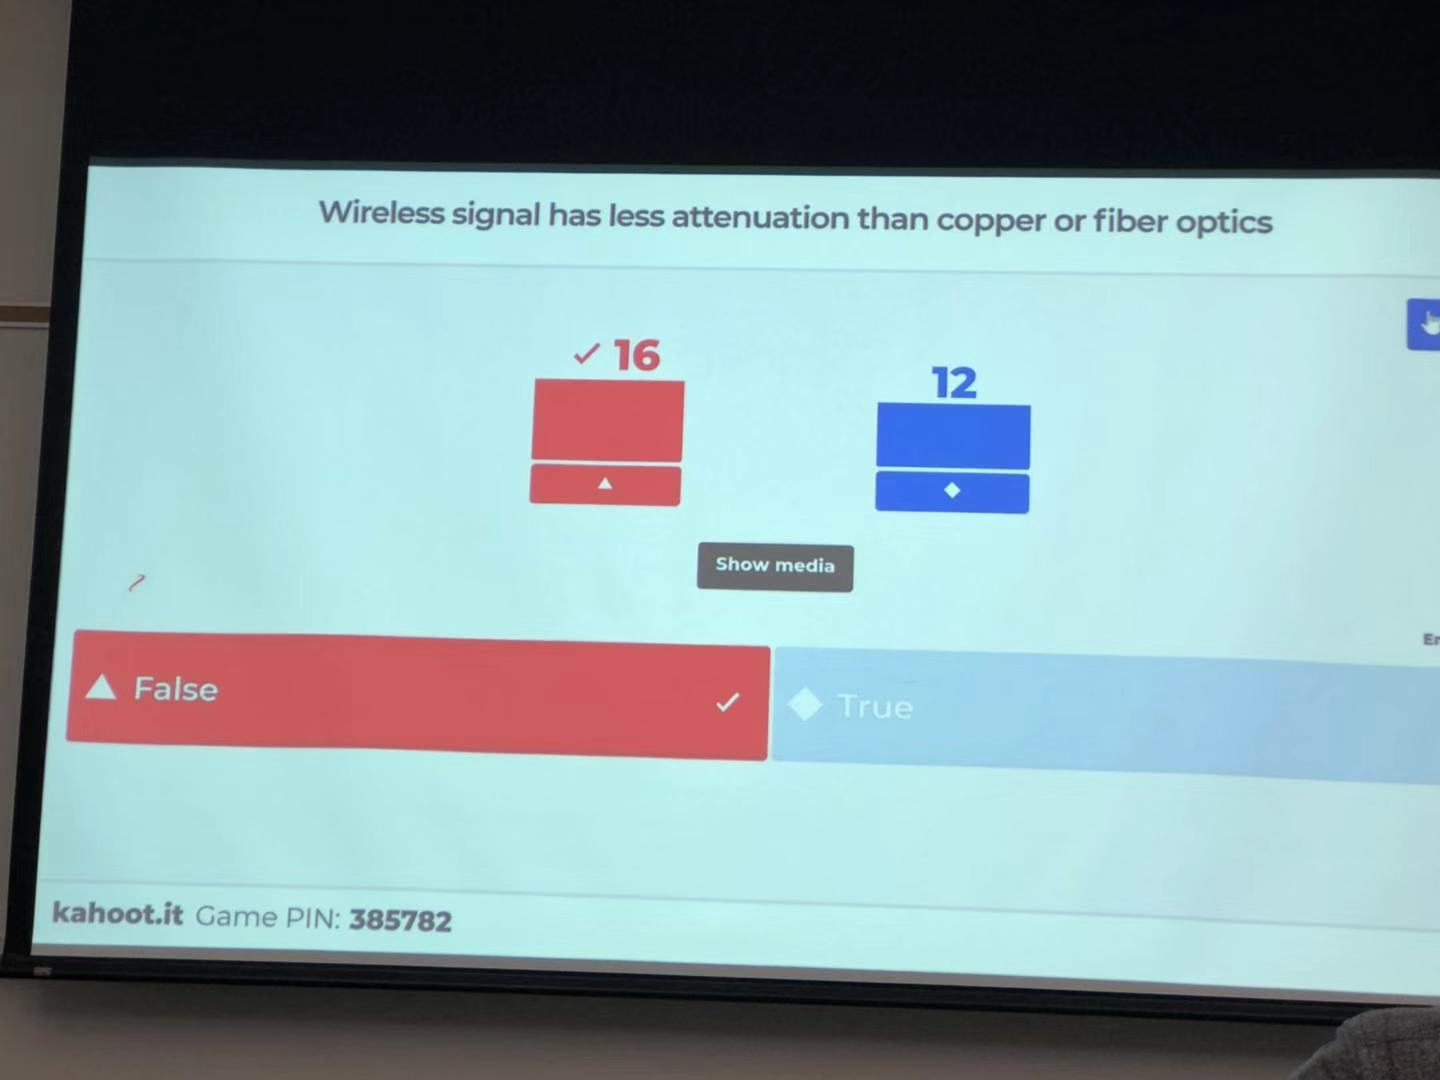 Wireless signal has less attenuation than copper or fiber optics
16
12
Show media
False
True
kahoot.it Game PIN: 385782